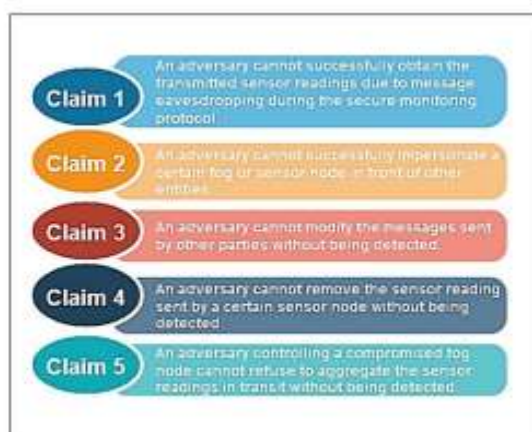 Claim 1
An adversary cannot successfully obtain the
transmitted sensor readings due to message
eavesdropping during the secure monitoring
protocol
Claim 2
An adversary cannot successfully impersonate a
certain fog or sensor node in front of other
entities.
Claim 3
An adversary cannot modify the messages sent
by other parties without being detected.
Claim 4
An adversary cannot remove the sensor reading
sent by a certain sensor node without being
detected
Claim 5
An adversary controlling a compromised fog
node cannot refuse to aggregate the sensor
readings in transit without being detected.